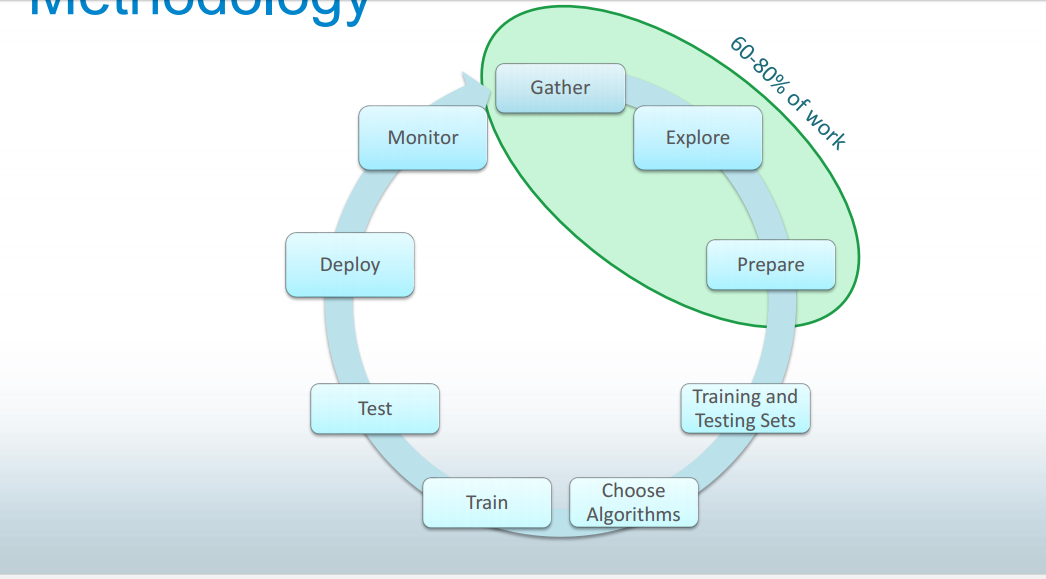 Methodology
Gather
60-80% of work
Explore
Prepare
Training and
Testing Sets
Choose
Algorithms
Train
Test
Deploy
Monitor